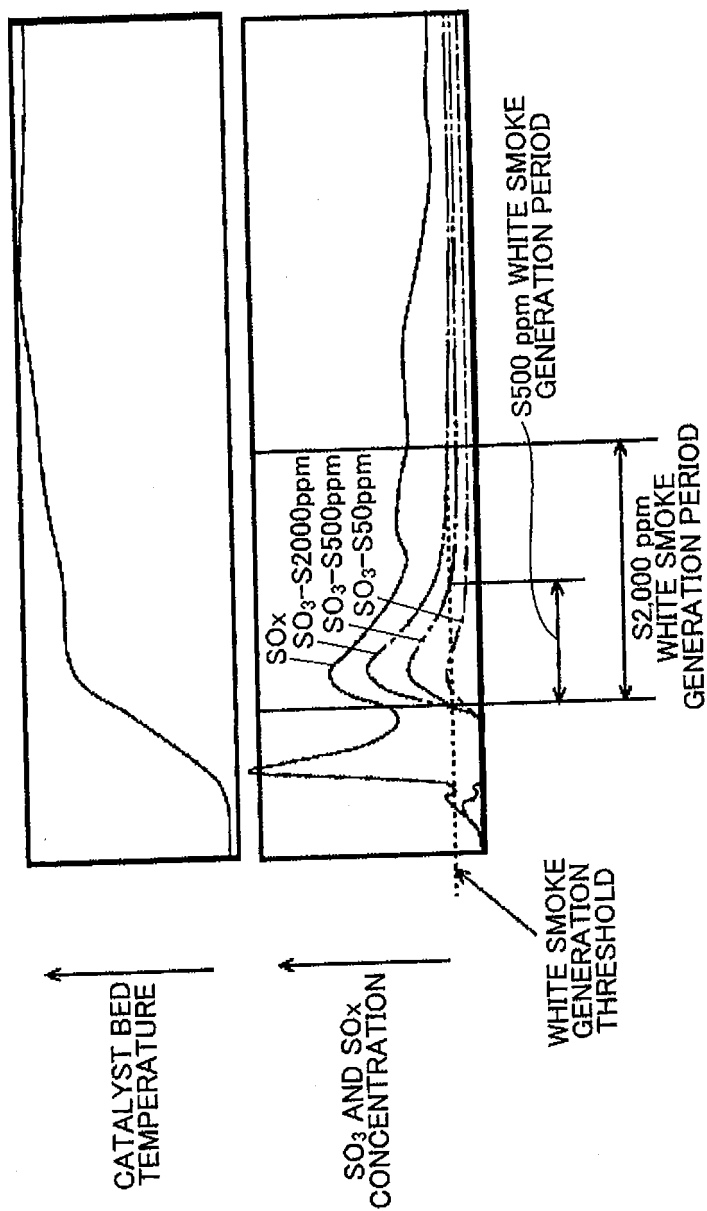 CATALYST BED
TEMPERATURE
SO₃ AND SOx
CONCENTRATION
SOx
SO₃-S2000ppm
SO₃-S500ppm
SO₃-S50ppm
WHITE SMOKE
GENERATION
THRESHOLD
S2,000 ppm
WHITE SMOKE
GENERATION PERIOD
S500 ppm WHITE SMOKE
GENERATION PERIOD